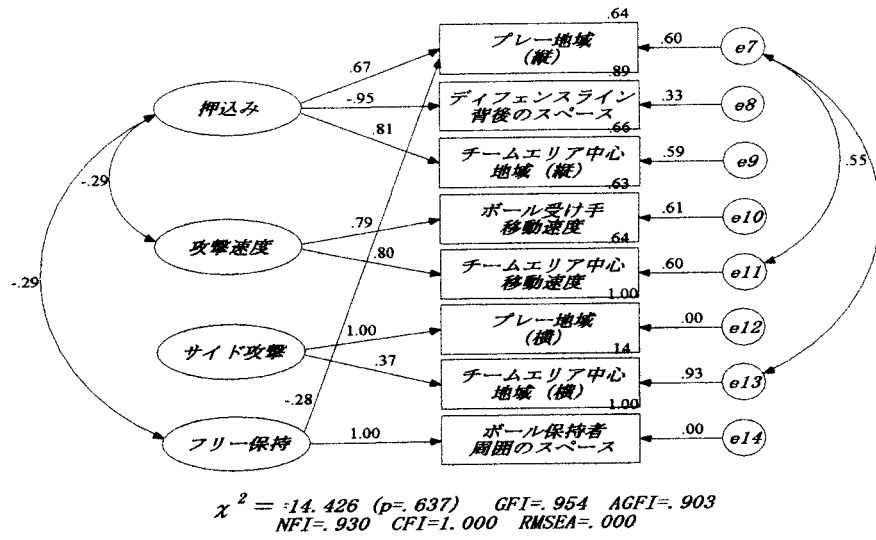 .64
プレー地域
(縦)
.60
e7
.67
.89
-.95
ディフェンスライン
背後のスペース
.33
e8
押込み
.66
.81
チームエリア中心
地域 (縦)
.59
e9
.55
-.29
.63
ボール受け手
移動速度
.61
e10
.79
攻撃速度
.64
.80
チームエリア中心
移動速度
.60
e11
-.29
1.00
プレー地域
(横)
.00
e12
1.00
サイド攻撃
.14
.37
チームエリア中心
地域 (横)
.93
e13
-.28
1.00
フリー保持
1.00
ボール保持者
周囲のスペース
.00
e14
χ² = 14.426 (p=.637) GFI=.954 AGFI=.903
NFI=.930 CFI=1.000 RMSEA=.000